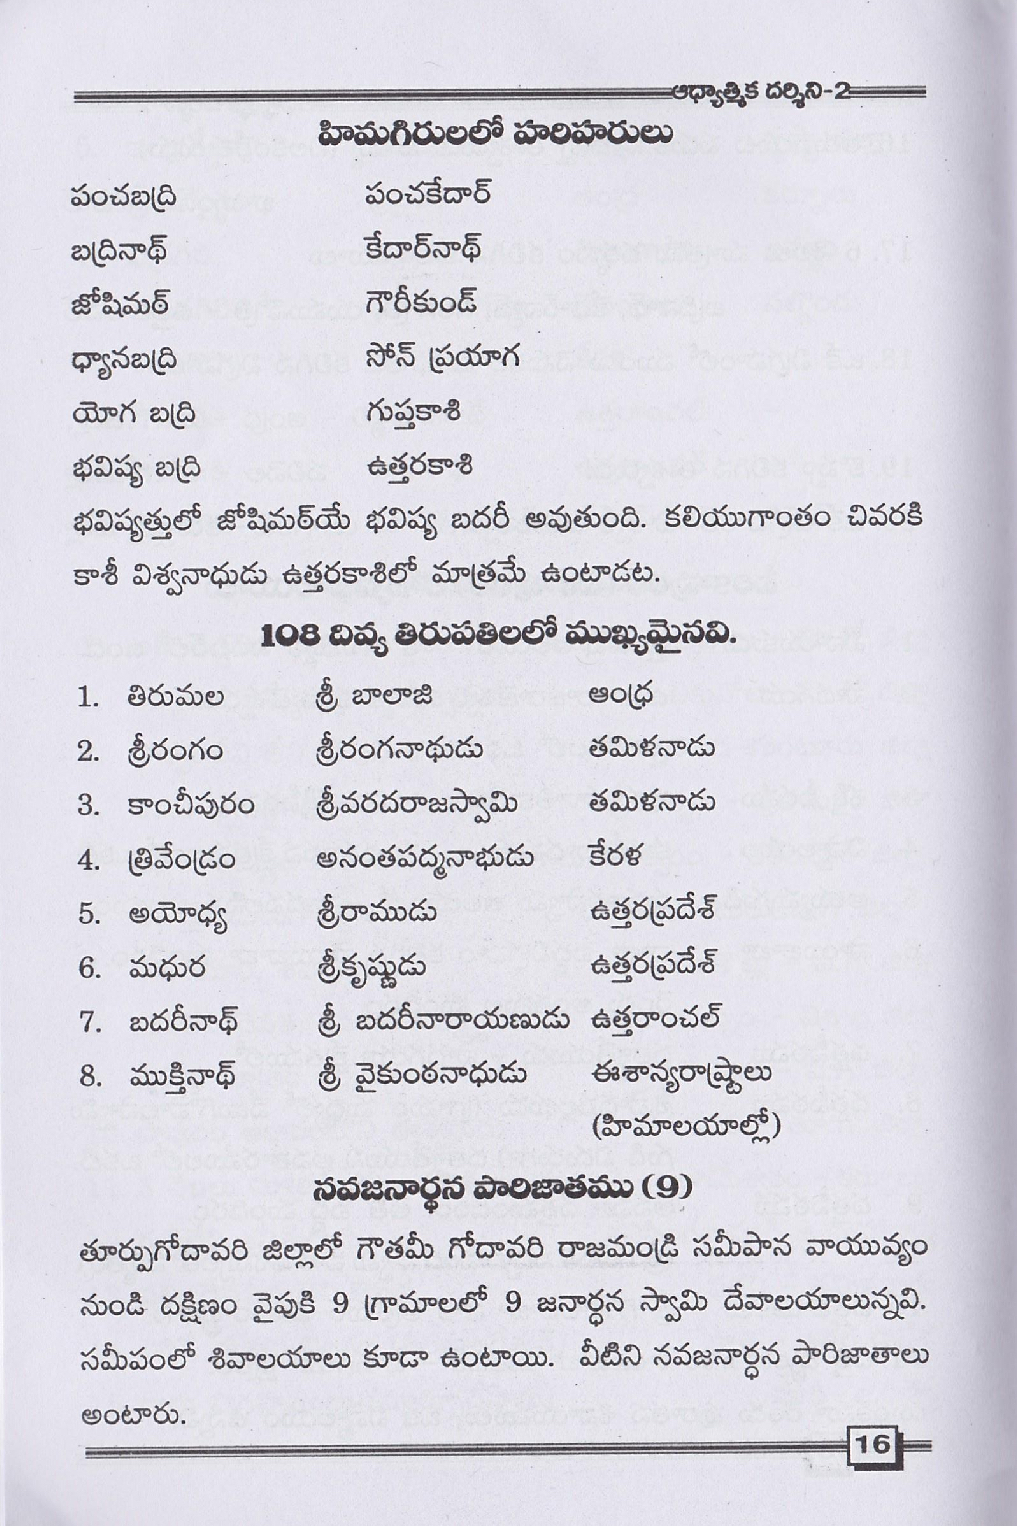 ఆధ్యాత్మిక దర్శిని-2
హిమగిరులలో హరిహరులు
పంచబద్రి పంచకేదార్
బద్రినాథ్ కేదార్‌నాథ్
జోషిమఠ్ గౌరీకుండ్
ధ్యానబద్రి సోన్ ప్రయాగ
యోగ బద్రి గుప్తకాశి
భవిష్య బద్రి ఉత్తరకాశి
భవిష్యత్తులో జోషిమఠ్‌యే భవిష్య బదరీ అవుతుంది. కలియుగాంతం చివరకి
కాశీ విశ్వనాధుడు ఉత్తరకాశిలో మాత్రమే ఉంటాడట.
108 దివ్య తిరుపతిలలో ముఖ్యమైనవి.
1. తిరుమల శ్రీ బాలాజి ఆంధ్ర
2. శ్రీరంగం శ్రీరంగనాథుడు తమిళనాడు
3. కాంచీపురం శ్రీవరదరాజస్వామి తమిళనాడు
4. త్రివేండ్రం అనంతపద్మనాభుడు కేరళ
5. అయోధ్య శ్రీరాముడు ఉత్తరప్రదేశ్
6. మధుర శ్రీకృష్ణుడు ఉత్తరప్రదేశ్
7. బదరీనాథ్ శ్రీ బదరీనారాయణుడు ఉత్తరాంచల్
8. ముక్తినాథ్ శ్రీ వైకుంఠనాధుడు ఈశాన్యరాష్ట్రాలు
(హిమాలయాల్లో)
నవజనార్థన పారిజాతము (9)
తూర్పుగోదావరి జిల్లాలో గౌతమీ గోదావరి రాజమండ్రి సమీపాన వాయువ్యం
నుండి దక్షిణం వైపుకి 9 గ్రామాలలో 9 జనార్ధన స్వామి దేవాలయాలున్నవి.
సమీపంలో శివాలయాలు కూడా ఉంటాయి. వీటిని నవజనార్ధన పారిజాతాలు
అంటారు.
16